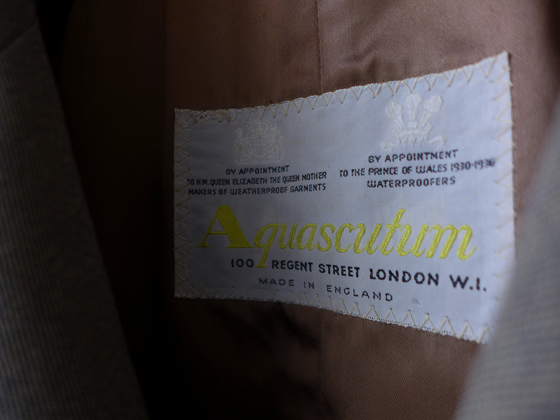 BY APPOINTMENT
TO H.M. QUEEN ELIZABETH THE QUEEN MOTHER
MAKERS OF WEATHERPROOF GARMENTS
BY APPOINTMENT
TO THE PRINCE OF WALES 1930-1936
WATERPROOFERS
Aquascutum
100 REGENT STREET LONDON W.1.
MADE IN ENGLAND